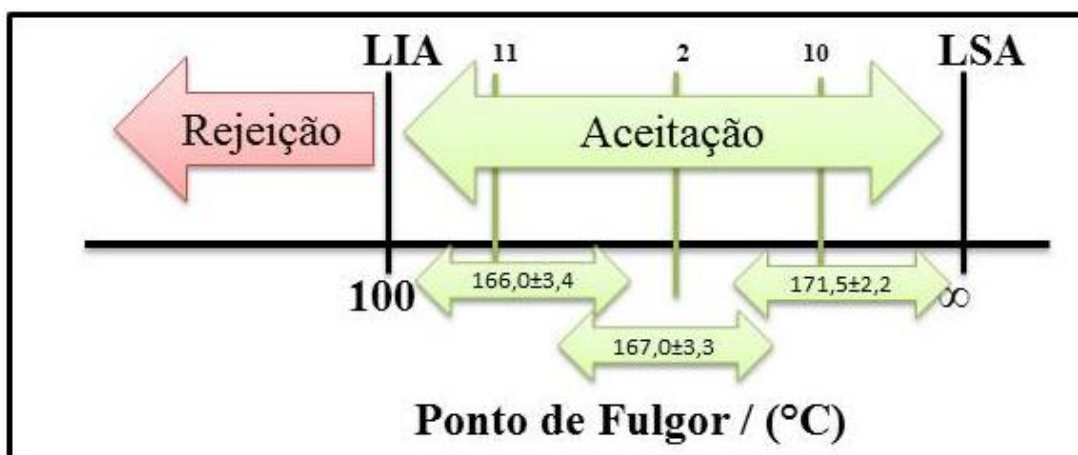 LIA 11 2 10 LSA
Rejeição Aceitação
166,0±3,4 171,5±2,2
100 ∞
167,0±3,3
Ponto de Fulgor / (°C)